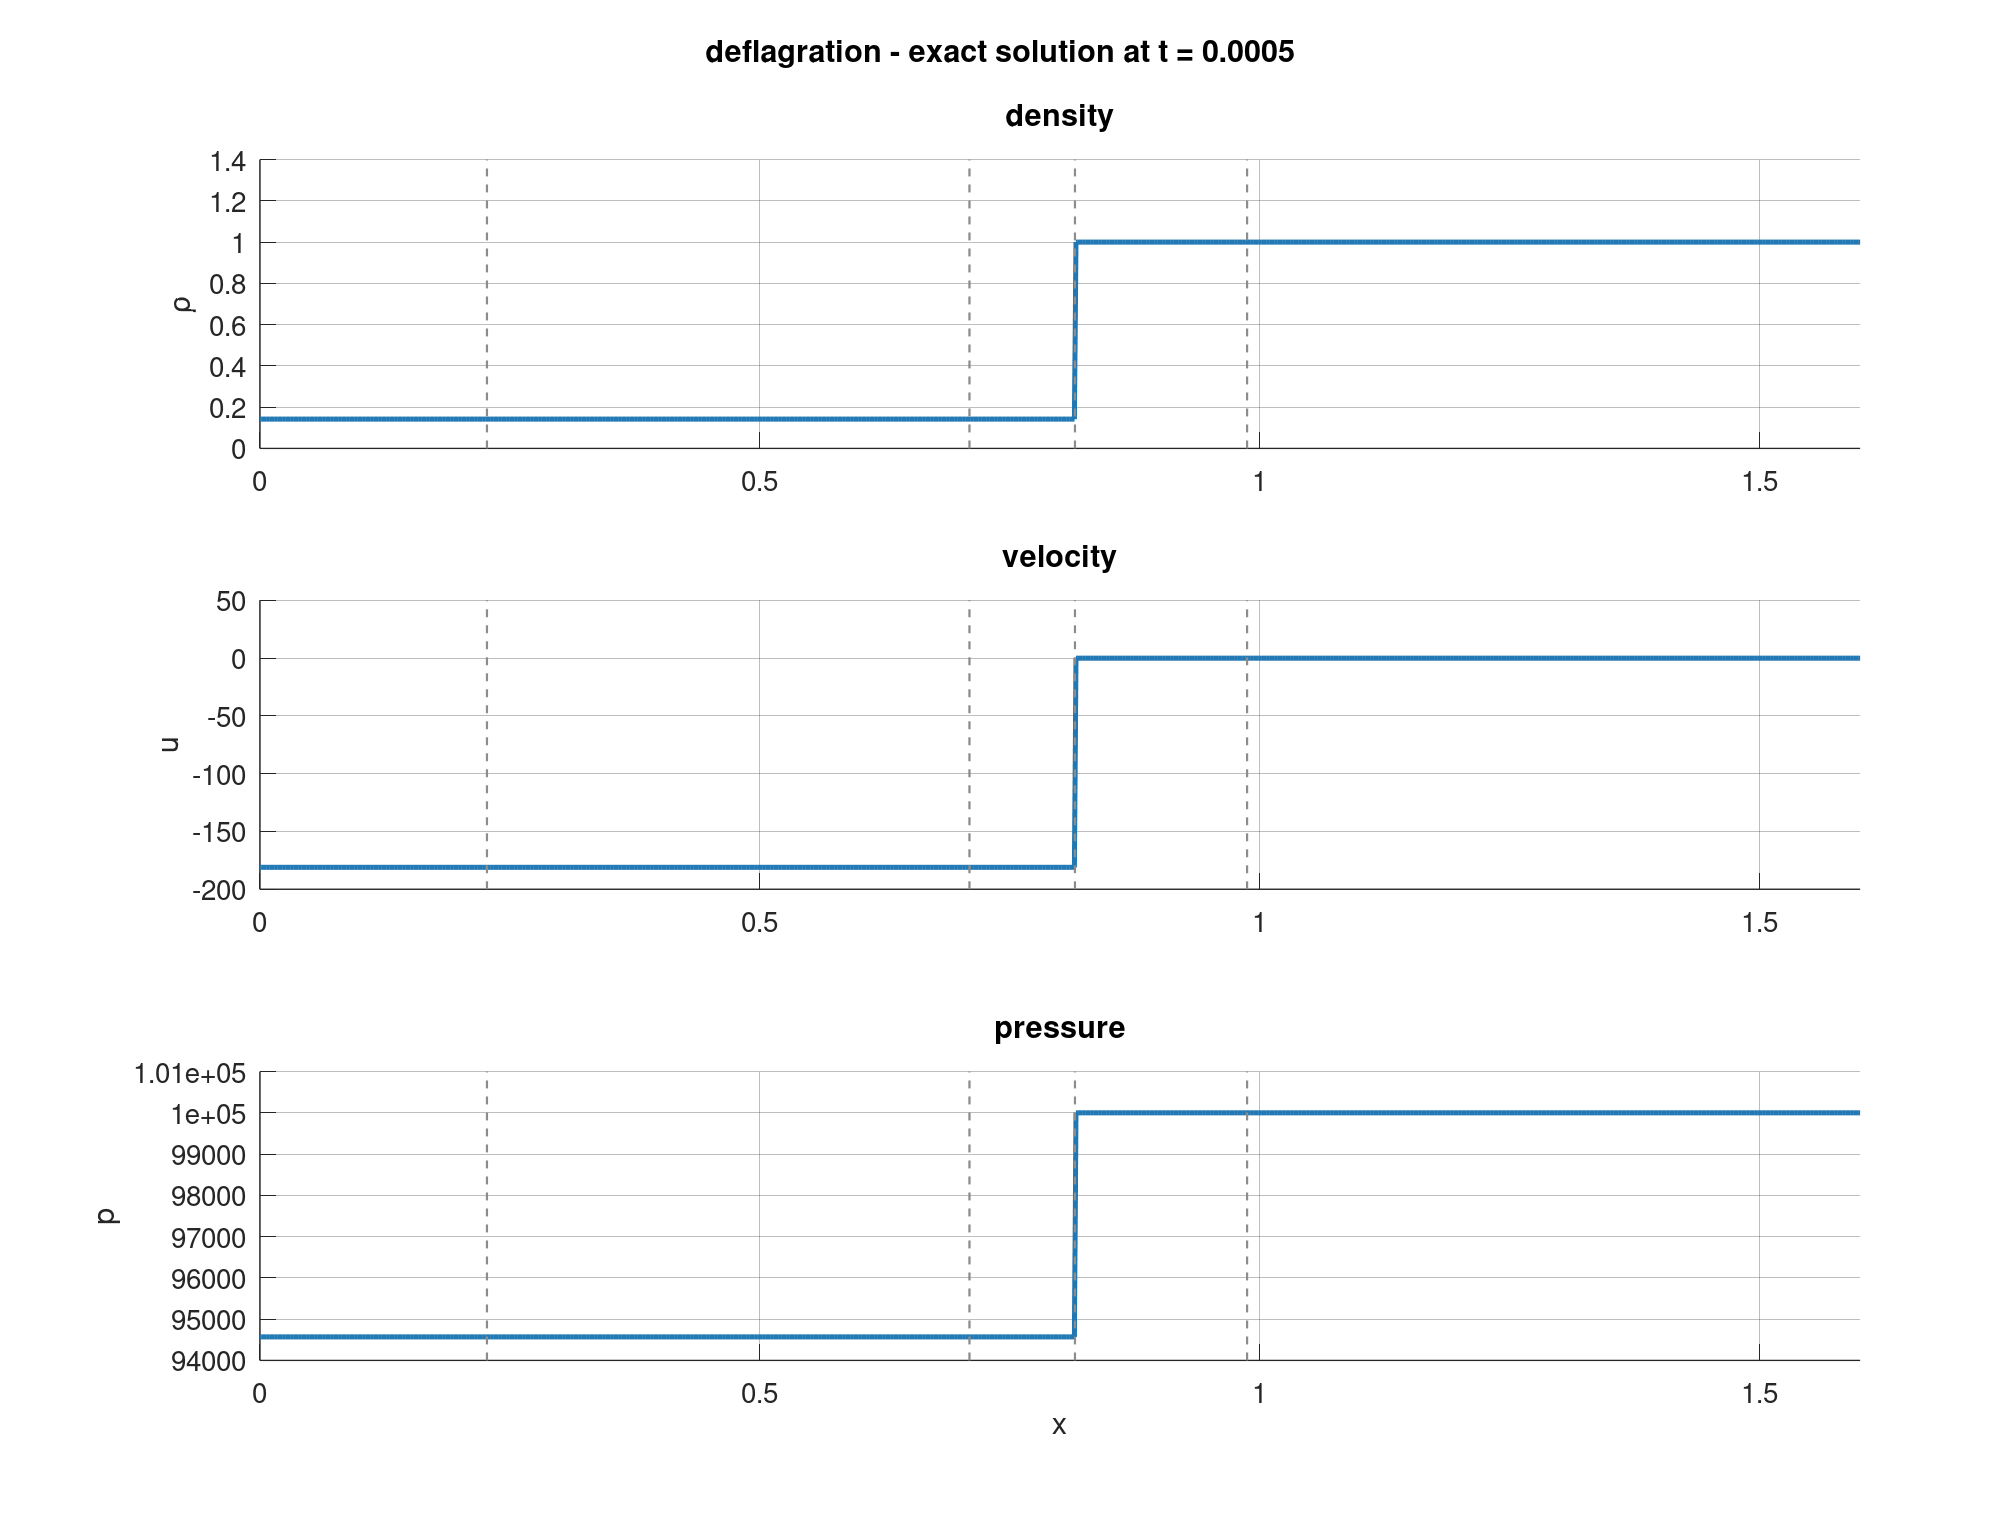 deflagration - exact solution at t = 0.0005
density
1.4
1.2
1
0.8
0.6
0.4
0.2
0
ρ
0 0.5 1 1.5
velocity
50
0
-50
-100
-150
-200
u
0 0.5 1 1.5
pressure
1.01e+05
1e+05
99000
98000
97000
96000
95000
94000
p
0 0.5 1 1.5
x